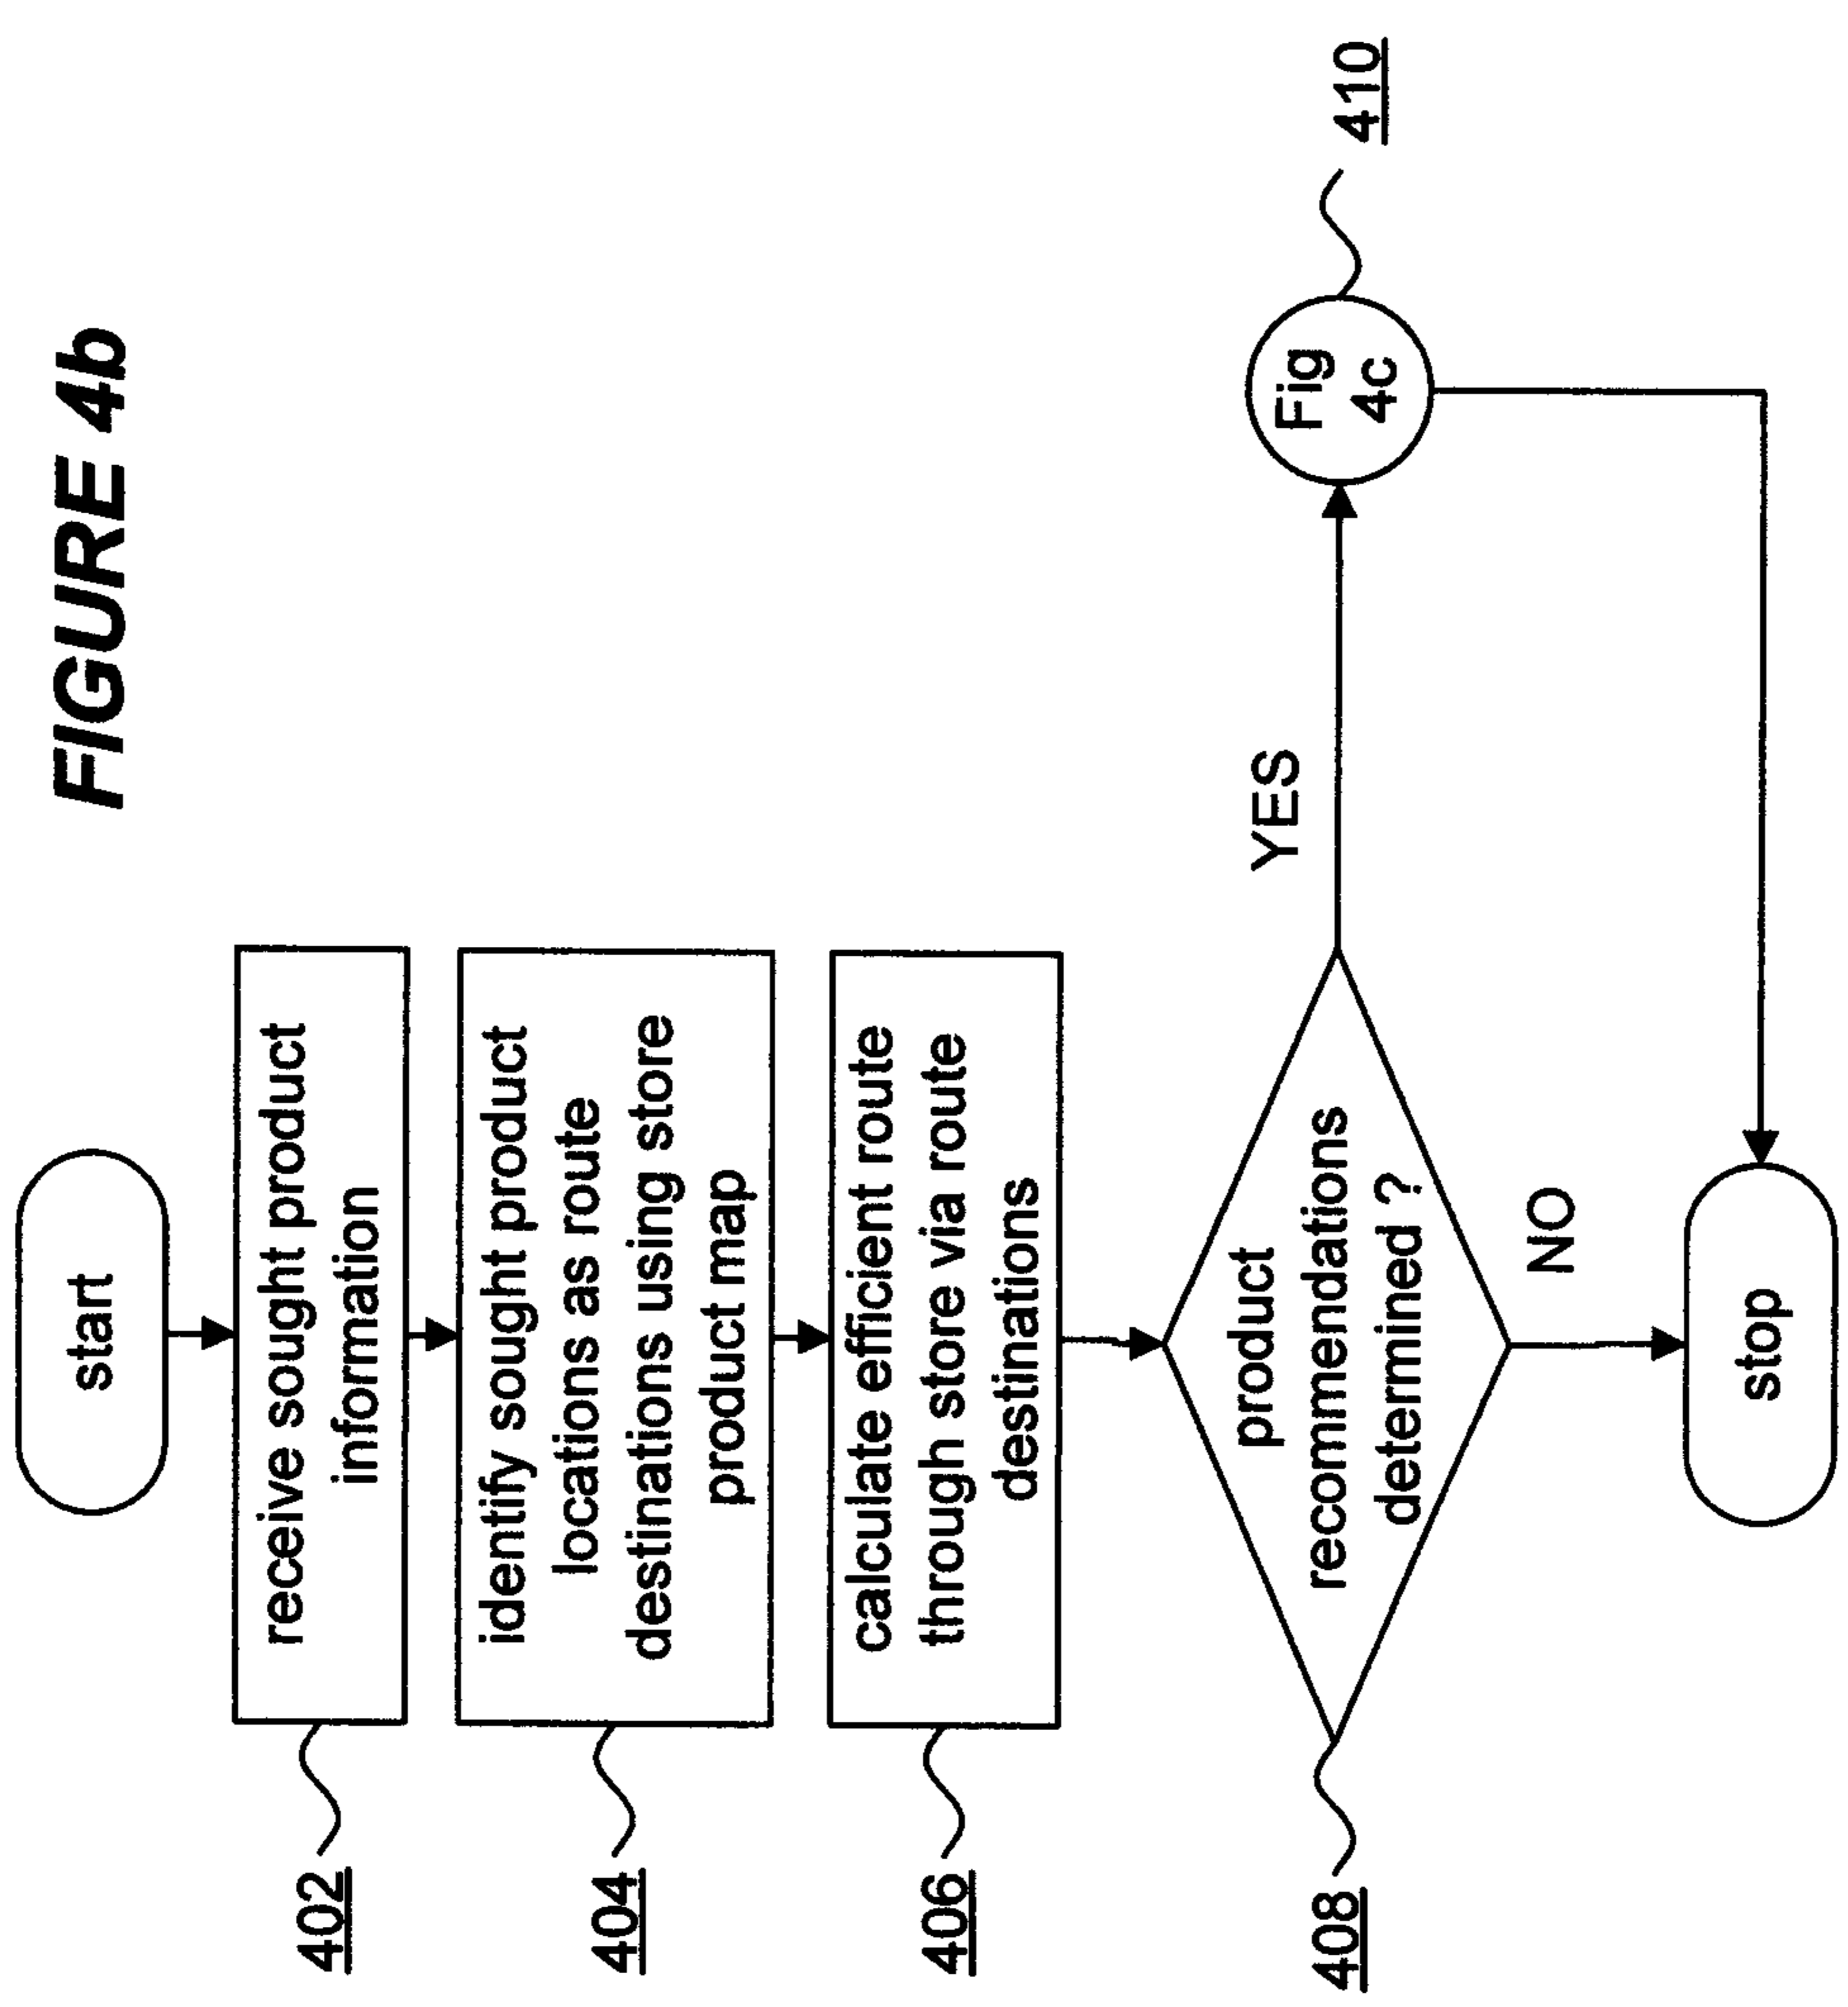 FIGURE 4b
start
receive sought product
information
402
identify sought product
locations as route
destinations using store
product map
404
calculate efficient route
through store via route
destinations
406
product
recommendations
determined ?
408
YES
Fig
4c
410
NO
stop